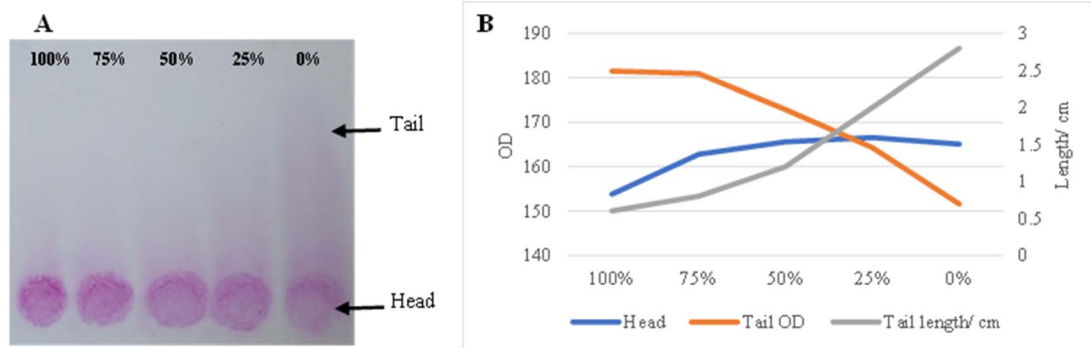 A
100% 75% 50% 25% 0%
Tail
Head
B
190
180
170
160
150
140
OD
3
2.5
2
1.5
1
0.5
0
Length/ cm
100% 75% 50% 25% 0%
Head Tail OD Tail length/ cm